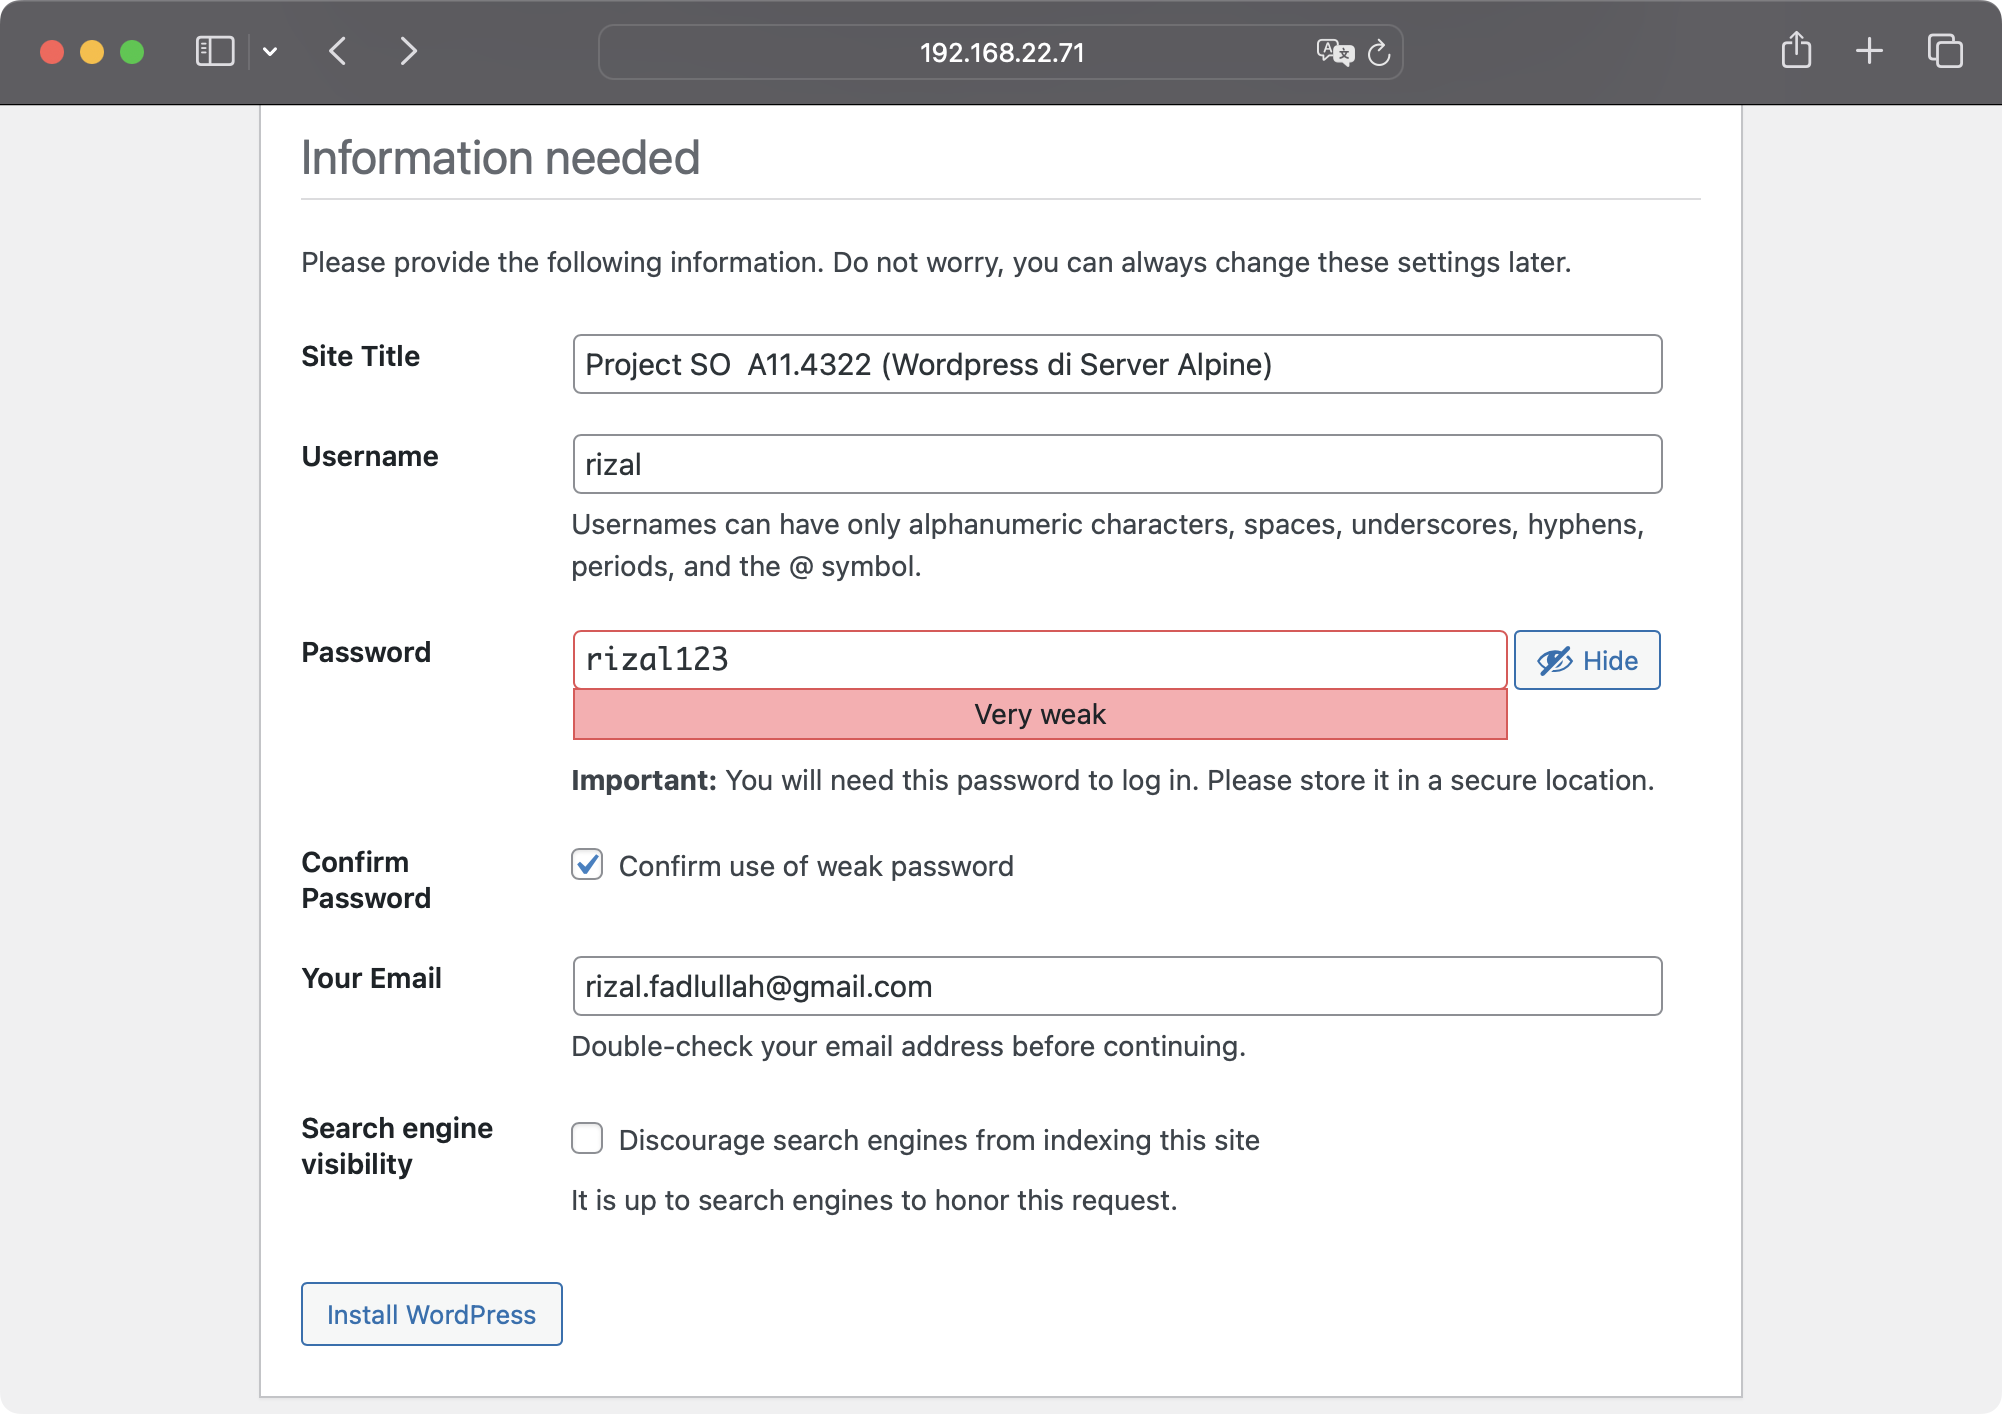 192.168.22.71
Information needed
Please provide the following information. Do not worry, you can always change these settings later.
Site Title
Project SO  A11.4322 (Wordpress di Server Alpine)
Username
rizal
Usernames can have only alphanumeric characters, spaces, underscores, hyphens,
periods, and the @ symbol.
Password
rizal123
Hide
Very weak
Important: You will need this password to log in. Please store it in a secure location.
Confirm
Password
Confirm use of weak password
Your Email
rizal.fadlullah@gmail.com
Double-check your email address before continuing.
Search engine
visibility
Discourage search engines from indexing this site
It is up to search engines to honor this request.
Install WordPress